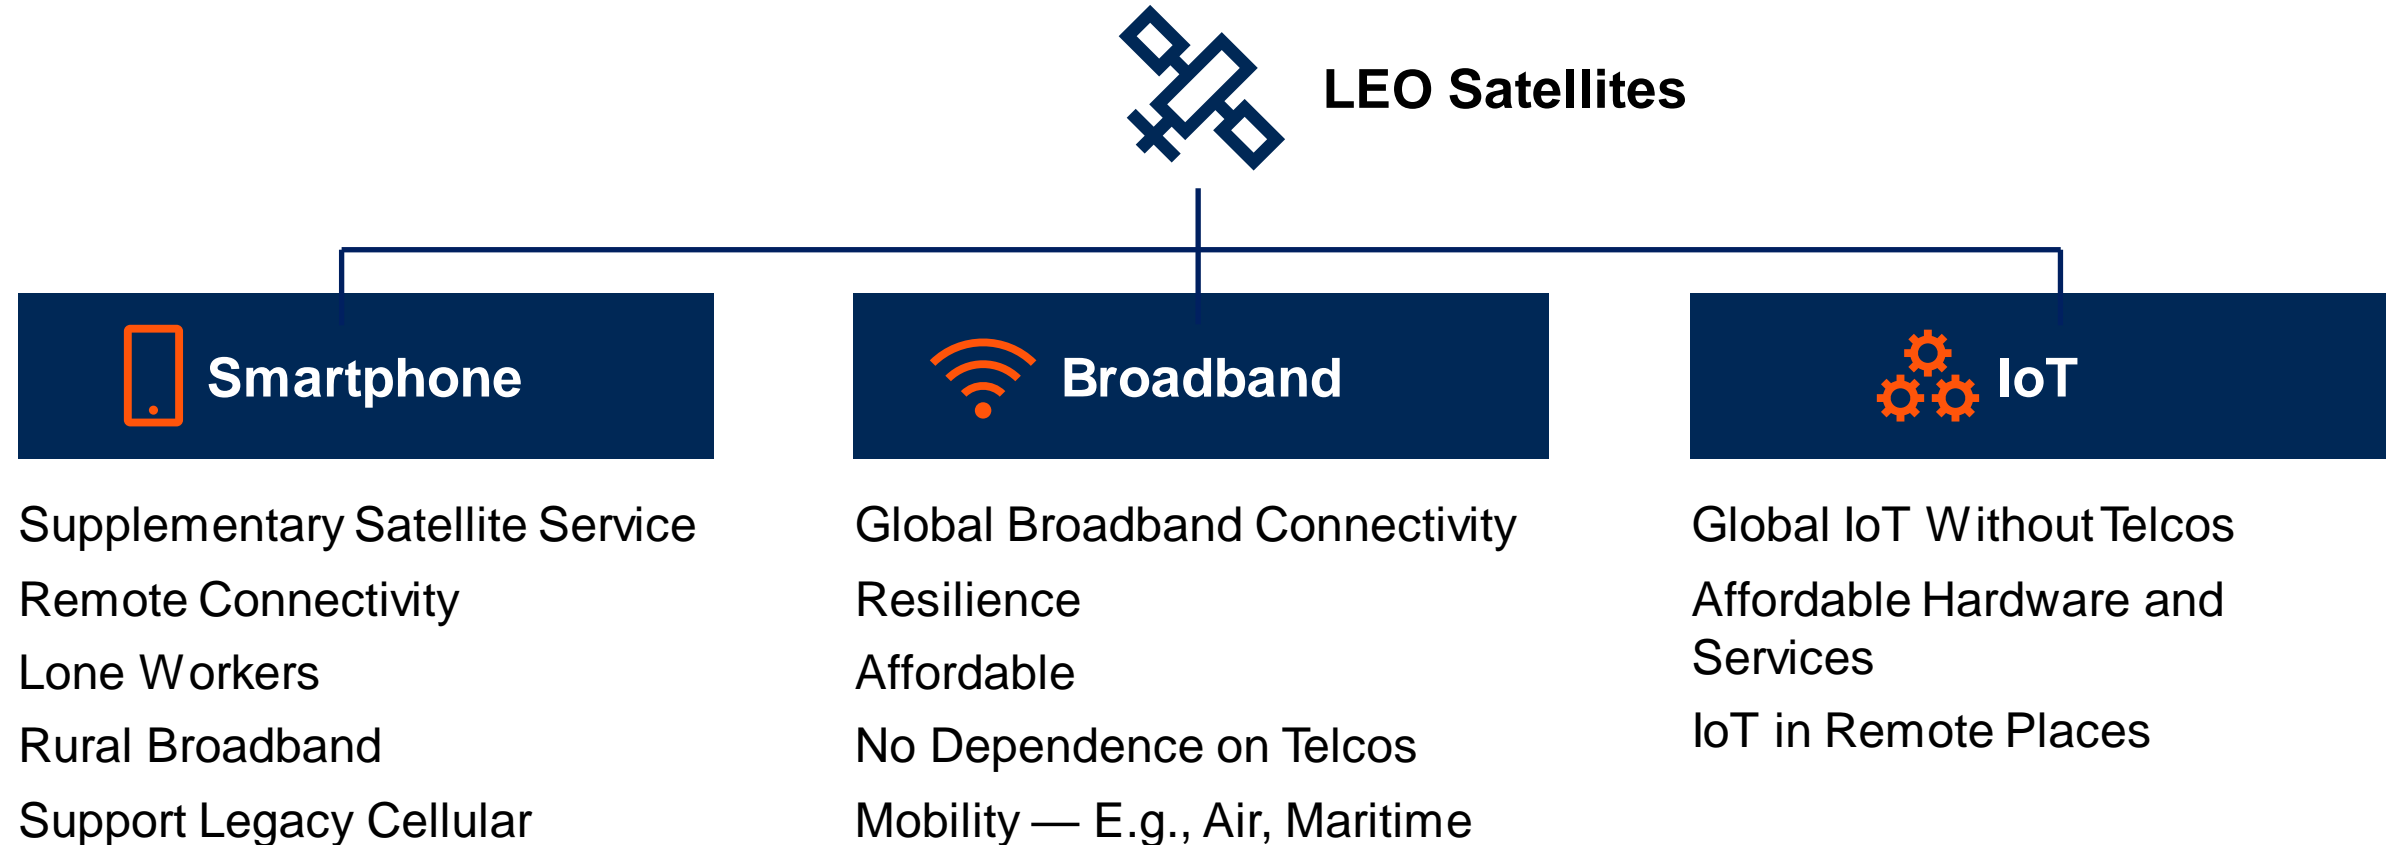 LEO Satellites
Smartphone
Supplementary Satellite Service
Remote Connectivity
Lone Workers
Rural Broadband
Support Legacy Cellular
Broadband
Global Broadband Connectivity
Resilience
Affordable
No Dependence on Telcos
Mobility — E.g., Air, Maritime
IoT
Global IoT Without Telcos
Affordable Hardware and
Services
IoT in Remote Places